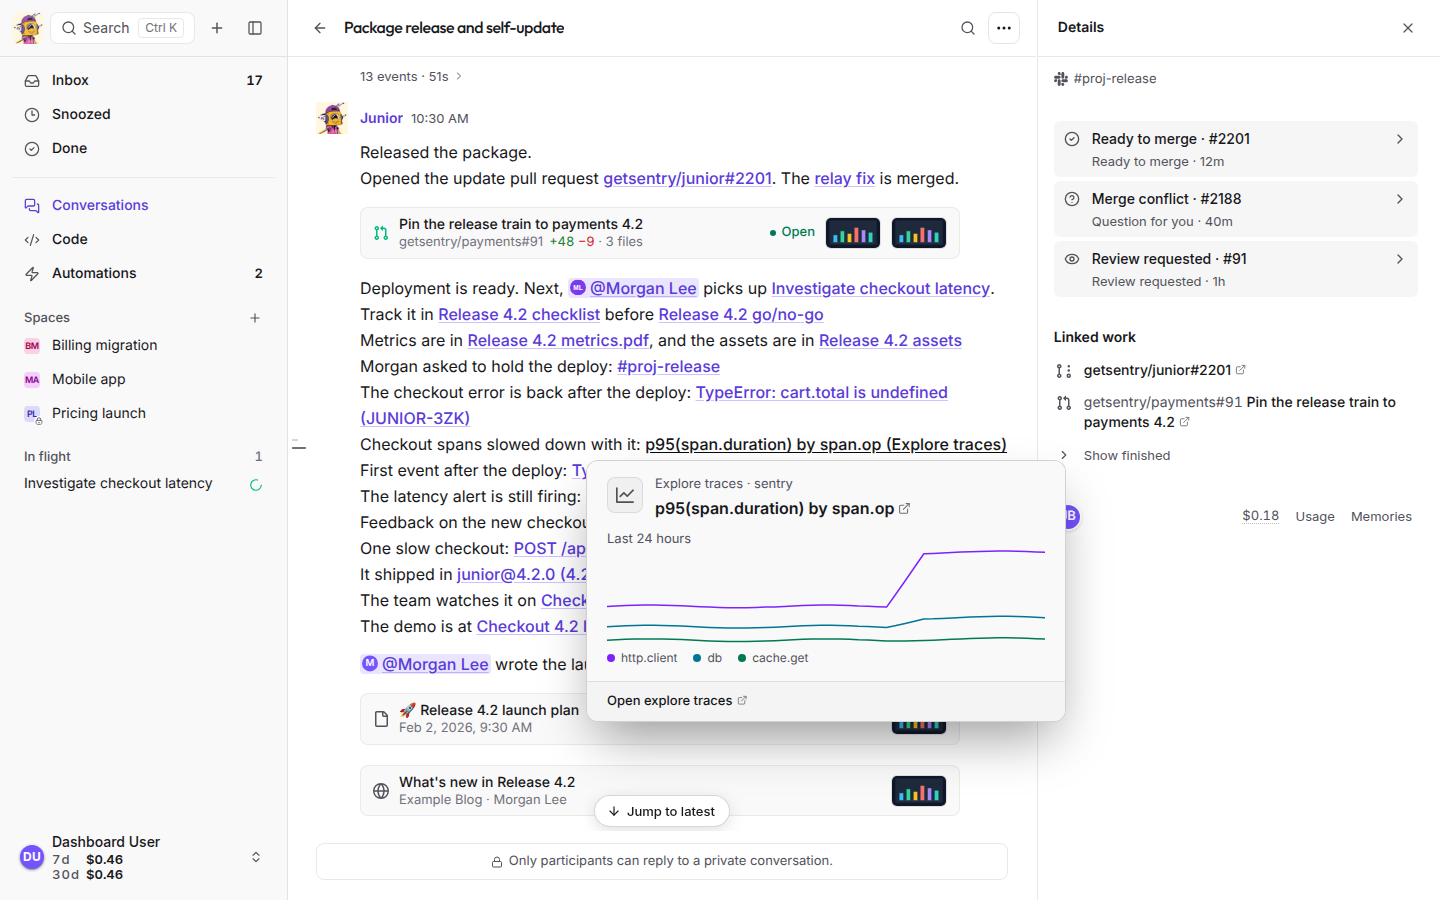 Search Ctrl K
Inbox 17
Snoozed
Done
Conversations
Code
Automations 2
Spaces
BM Billing migration
MA Mobile app
PL Pricing launch
In flight 1
Investigate checkout latency
DU Dashboard User
7d $0.46
30d $0.46
Package release and self-update
13 events · 51s
Junior 10:30 AM
Released the package.
Opened the update pull request getsentry/junior#2201. The relay fix is merged.
Pin the release train to payments 4.2
getsentry/payments#91 +48 −9 · 3 files
Open
Deployment is ready. Next, ML @Morgan Lee picks up Investigate checkout latency.
Track it in Release 4.2 checklist before Release 4.2 go/no-go
Metrics are in Release 4.2 metrics.pdf, and the assets are in Release 4.2 assets
Morgan asked to hold the deploy: #proj-release
The checkout error is back after the deploy: TypeError: cart.total is undefined
(JUNIOR-3ZK)
Checkout spans slowed down with it: p95(span.duration) by span.op (Explore traces)
First event after the deploy:
The latency alert is still firing:
Feedback on the new
One slow checkout: POST
It shipped in junior@4.2.0
The team watches it on
The demo is at Checkout 4.2
M @Morgan Lee wrote the
🚀 Release 4.2 launch plan
Feb 2, 2026, 9:30 AM
What's new in Release 4.2
Example Blog · Morgan Lee
Jump to latest
Only participants can reply to a private conversation.
Explore traces · sentry
p95(span.duration) by span.op
Last 24 hours
http.client db cache.get
Open explore traces
Details
#proj-release
Ready to merge · #2201
Ready to merge · 12m
Merge conflict · #2188
Question for you · 40m
Review requested · #91
Review requested · 1h
Linked work
getsentry/junior#2201
getsentry/payments#91 Pin the release train to
payments 4.2
Show finished
$0.18 Usage Memories